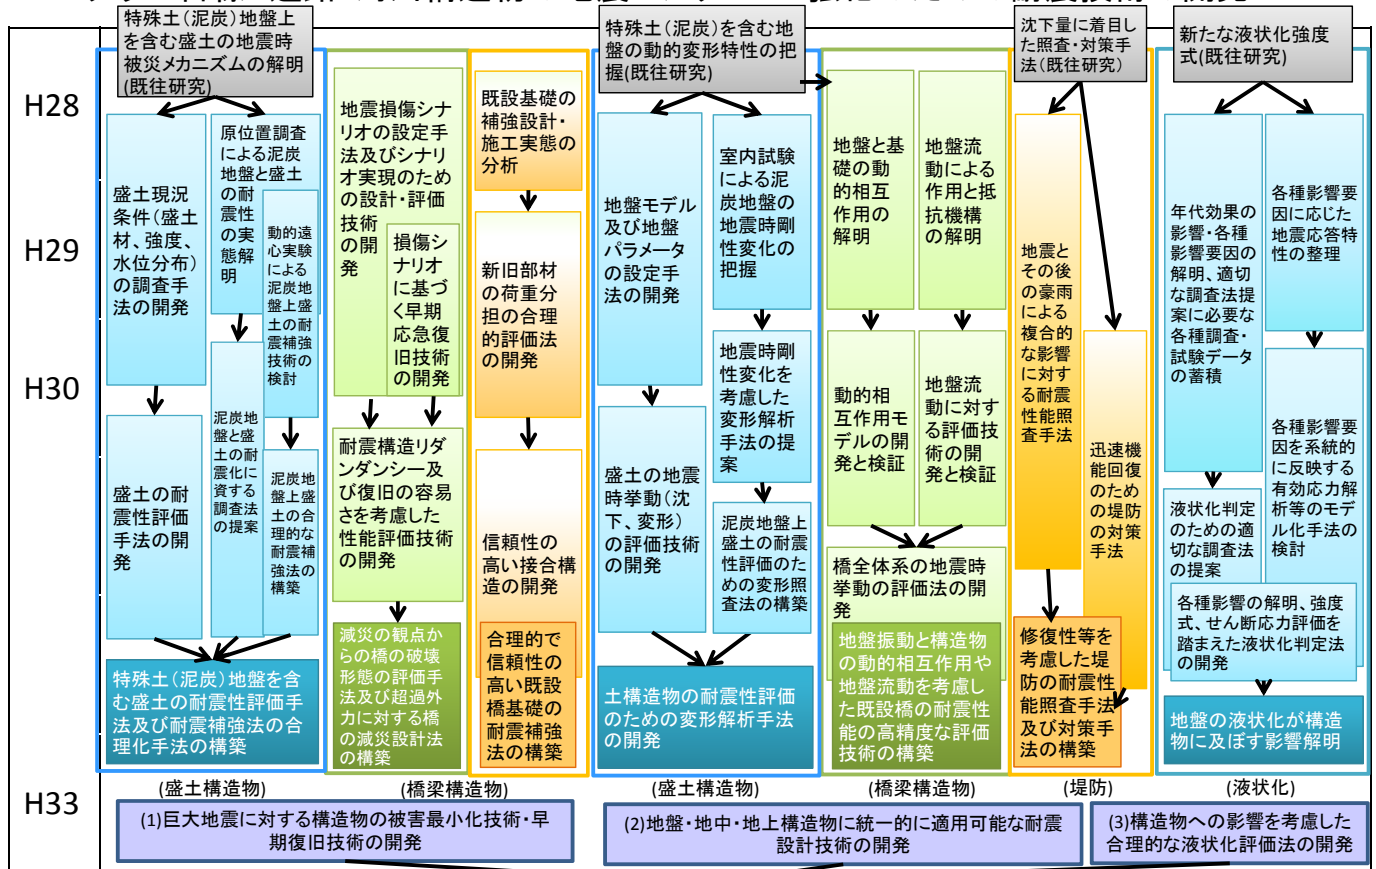 特殊土(泥炭)地盤上
を含む盛土の地震時
被災メカニズムの解明
(既往研究)
特殊土(泥炭)を含む地
盤の動的変形特性の把
握(既往研究)
沈下量に着目し
た照査・対策手
法(既往研究)
新たな液状化強度
式(既往研究)
H28
H29
H30
H33
盛土現況
条件(盛土
材、強度、
水位分布)
の調査手
法の開発
原位置調査
による泥炭
地盤と盛土
の耐
震性
の実
態解
明
動的遠
心実験
による
泥炭地
盤上盛
土の耐
震補強
技術の
検討
盛土の耐
震性評価
手法の開
発
泥炭地
盤と盛
土の耐
震化に
資する
調査法
の提案
泥炭地
盤上盛
土の合
理的な
耐震補
強法の
構築
特殊土(泥炭)地盤を含
む盛土の耐震性評価手
法及び耐震補強法の合
理化手法の構築
地震損傷シナ
リオの設定手
法及びシナリ
オ実現のため
の設計・評価
技術
の開
発
損傷シ
ナリオ
に基づ
く早期
応急復
旧技術
の開発
耐震構造リダ
ンダンシー及
び復旧の容易
さを考慮した
性能評価技術
の開発
減災の観点か
らの橋の破壊
形態の評価手
法及び超過外
力に対する橋
の減災設計法
の構築
既設基礎の
補強設計・
施工実態の
分析
新旧部材
の荷重分
担の合理
的評価法
の開発
信頼性の
高い接合構
造の開発
合理的で
信頼性の
高い既設
橋基礎の
耐震補強
法の構築
地盤モデル
及び地盤
パラメータ
の設定手
法の開発
室内試験
による泥
炭地盤の
地震時剛
性変化の
把握
盛土の地震
時挙動(沈
下、変形)
の評価技術
の開発
地震時剛
性変化を
考慮した
変形解析
手法の提
案
泥炭地盤上
盛土の耐震
性評価のた
めの変形照
査法の構築
土構造物の耐震性評価
のための変形解析手法
の開発
地盤と基
礎の動
的相互
作用の
解明
地盤流
動による
作用と抵
抗機構
の解明
動的相
互作用モ
デルの開
発と検証
地盤流
動に対す
る評価技
術の開
発と検証
橋全体系の地震時
挙動の評価法の開
発
地盤振動と構造物
の動的相互作用や
地盤流動を考慮し
た既設橋の耐震性
能の高精度な評価
技術の構築
地震と
その後
の豪雨
による
複合的
な影響
に対す
る耐震
性能照
査手法
迅速機
能回復
のため
の堤防
の対策
手法
修復性等を
考慮した堤
防の耐震性
能照査手法
及び対策手
法の構築
年代効果の
影響・各種
影響要因の
解明、適切
な調査法提
案に必要な
各種調査・
試験データ
の蓄積
各種影響要
因に応じた
地震応答特
性の整理
液状化判定
のための適
切な調査法
の提案
各種影響要
因を系統的
に反映する
有効応力解
析等のモデ
ル化手法の
検討
各種影響の解明、強度
式、せん断応力評価を
踏まえた液状化判定法
の開発
地盤の液状化が構造
物に及ぼす影響解明
(盛土構造物)
(橋梁構造物)
(盛土構造物)
(橋梁構造物)
(堤防)
(液状化)
(1)巨大地震に対する構造物の被害最小化技術・早
期復旧技術の開発
(2)地盤・地中・地上構造物に統一的に適用可能な耐震
設計技術の開発
(3)構造物への影響を考慮した
合理的な液状化評価法の開発